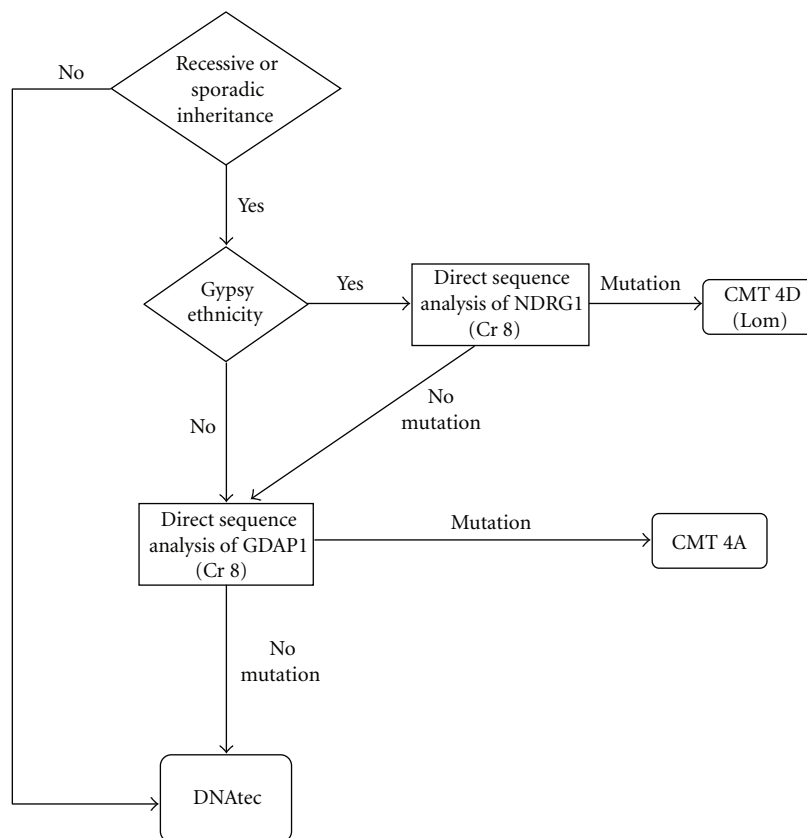 No
Recessive or
sporadic
inheritance
Yes
Gypsy
ethnicity
Yes
Direct sequence
analysis of NDRG1
(Cr 8)
Mutation
CMT 4D
(Lom)
No
mutation
No
Direct sequence
analysis of GDAP1
(Cr 8)
Mutation
CMT 4A
No
mutation
DNAtec